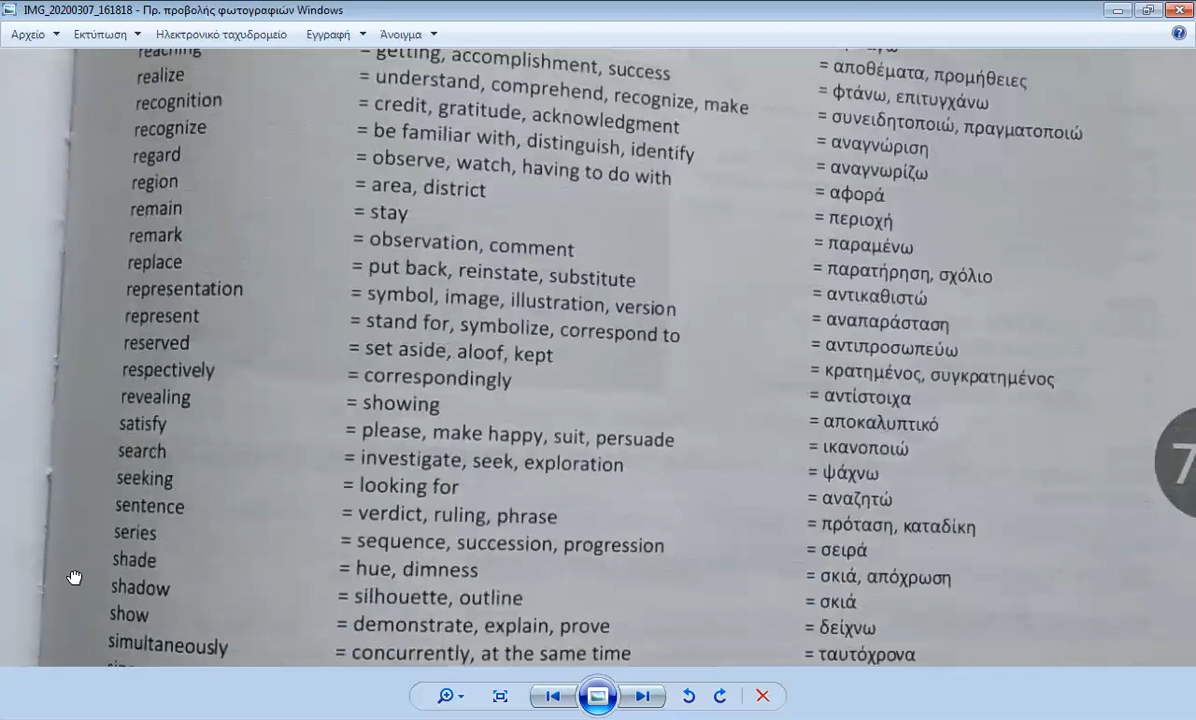 IMG_20200307_161818 - Πρ. προβολής φωτογραφιών Windows
Αρχείο Εκτύπωση Ηλεκτρονικό ταχυδρομείο Εγγραφή Άνοιγμα
= αποθέματα, προμήθειες
reaching = getting, accomplishment, success = φτάνω, επιτυγχάνω
realize = understand, comprehend, recognize, make = συνειδητοποιώ, πραγματοποιώ
recognition = credit, gratitude, acknowledgment = αναγνώριση
recognize = be familiar with, distinguish, identify = αναγνωρίζω
regard = observe, watch, having to do with = αφορά
region = area, district = περιοχή
remain = stay = παραμένω
remark = observation, comment = παρατήρηση, σχόλιο
replace = put back, reinstate, substitute = αντικαθιστώ
representation = symbol, image, illustration, version = αναπαράσταση
represent = stand for, symbolize, correspond to = αντιπροσωπεύω
reserved = set aside, aloof, kept = κρατημένος, συγκρατημένος
respectively = correspondingly = αντίστοιχα
revealing = showing = αποκαλυπτικό
satisfy = please, make happy, suit, persuade = ικανοποιώ
search = investigate, seek, exploration = ψάχνω
seeking = looking for = αναζητώ
sentence = verdict, ruling, phrase = πρόταση, καταδίκη
series = sequence, succession, progression = σειρά
shade = hue, dimness = σκιά, απόχρωση
shadow = silhouette, outline = σκιά
show = demonstrate, explain, prove = δείχνω
simultaneously = concurrently, at the same time = ταυτόχρονα
7